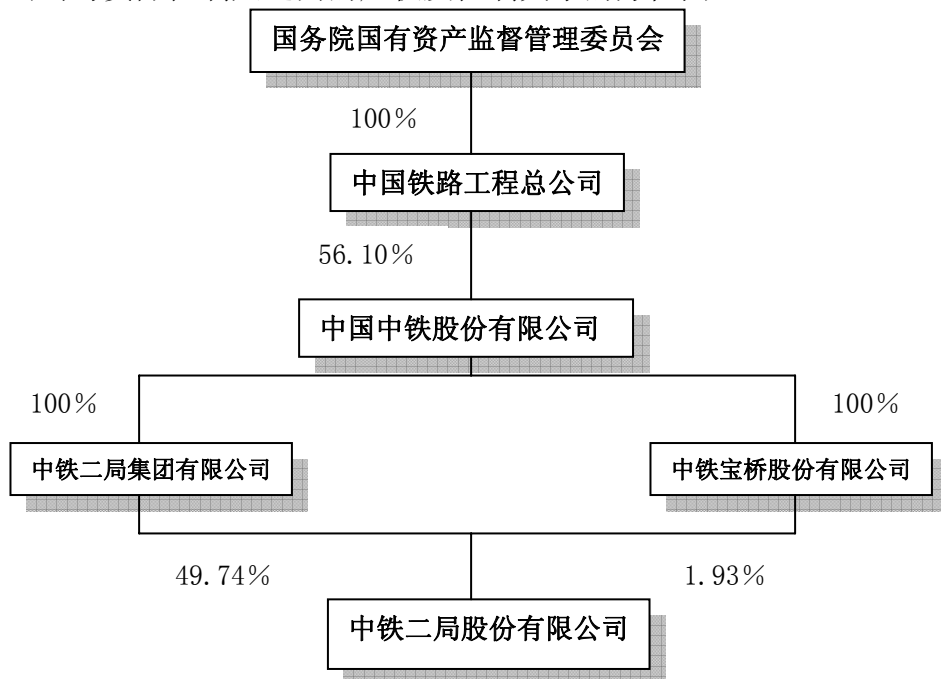 国务院国有资产监督管理委员会
100%
中国铁路工程总公司
56.10%
中国中铁股份有限公司
100%
100%
中铁二局集团有限公司
中铁宝桥股份有限公司
49.74%
1.93%
中铁二局股份有限公司